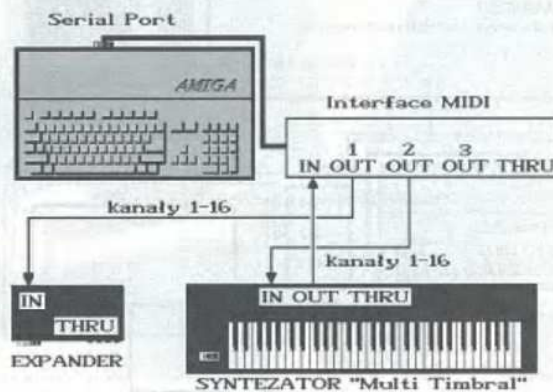 Serial Port
AMIGA
Interface MIDI
1 2 3
IN OUT OUT OUT THRU
kanały 1-16
kanały 1-16
IN
THRU
IN OUT THRU
EXPANDER
SYNTEZATOR "Multi Timbral"